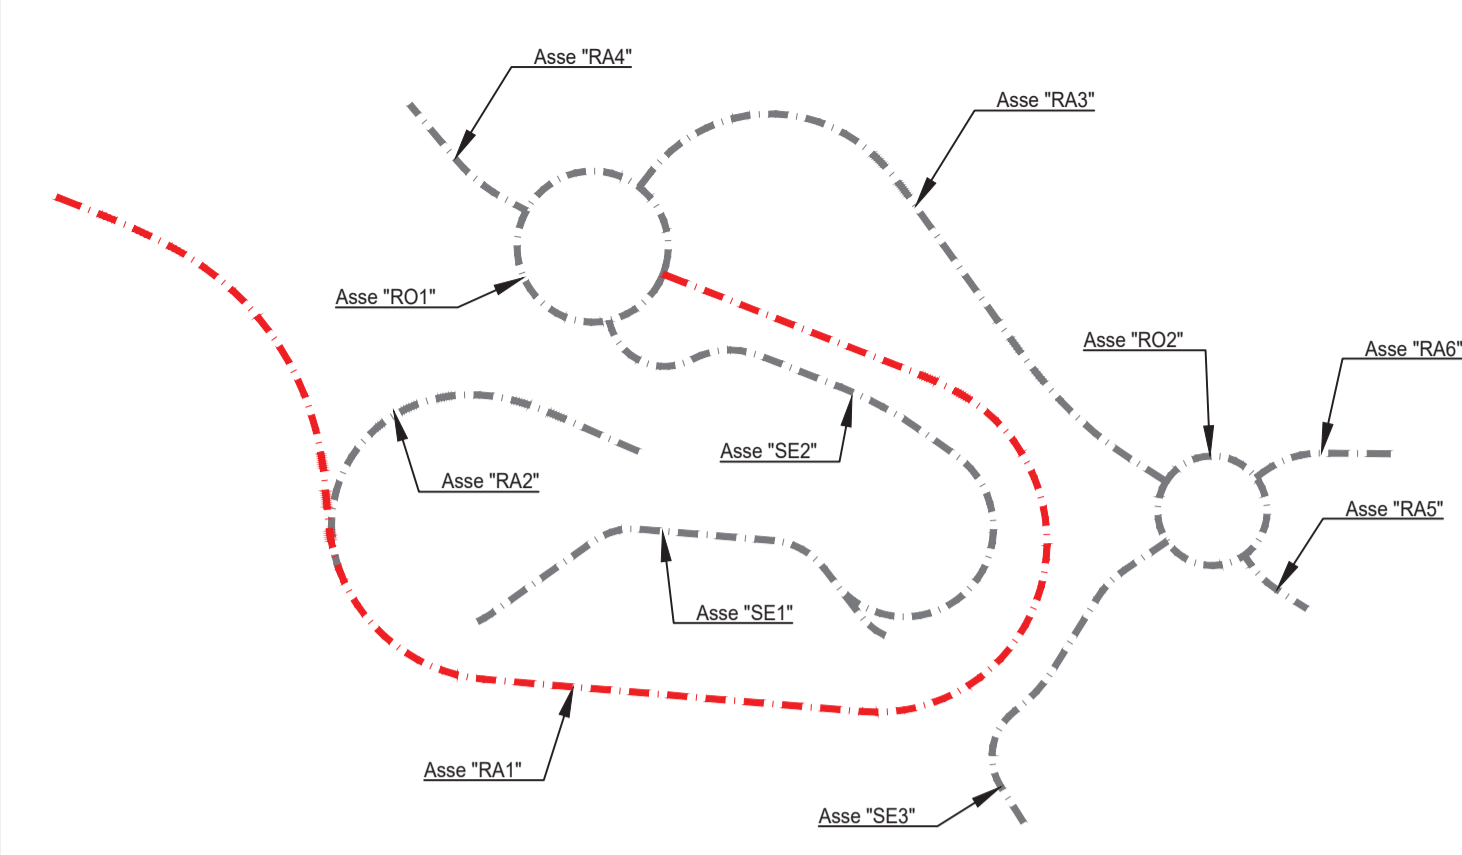 Asse "RA4"
Asse "RA3"
Asse "RO1"
Asse "RO2"
Asse "RA6"
Asse "SE2"
Asse "RA2"
Asse "RA5"
Asse "SE1"
Asse "RA1"
Asse "SE3"